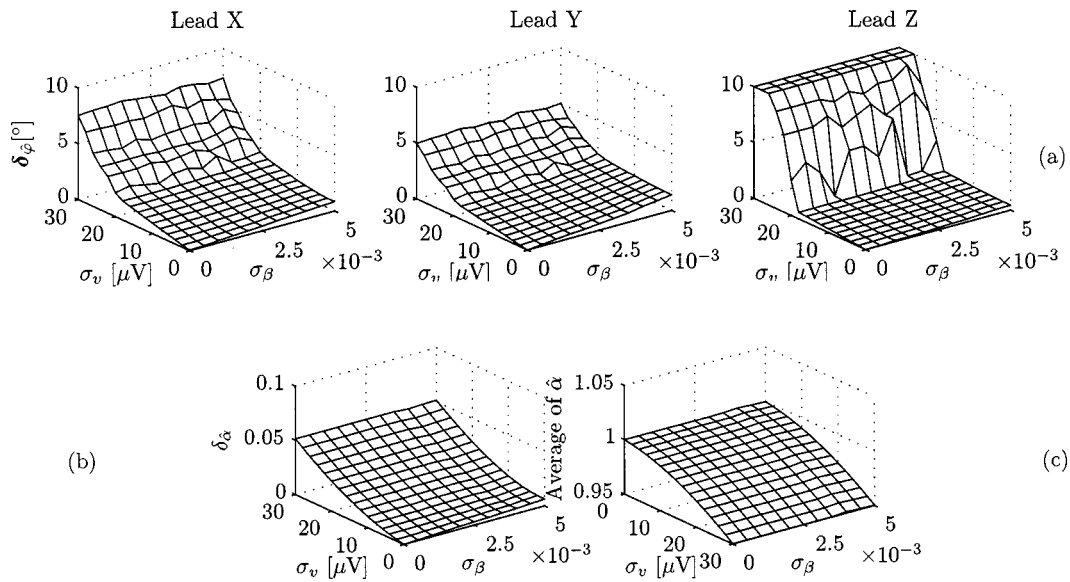 Lead X Lead Y Lead Z
10 10 10
δφ̂[°] 5 5 5 (a)
0 0 0
30 20 10 0 0 2.5 5 30 20 10 0 0 2.5 5 30 20 10 0 0 2.5 5
σv [μV] σβ ×10⁻³ σv [μV] σβ ×10⁻³ σv [μV] σβ ×10⁻³
0.1 1.05
(b) δα̂ 0.05 Average of α̂ 1 (c)
0 0.95
30 20 10 0 0 2.5 5 0 10 20 30 0 2.5 5
σv [μV] σβ ×10⁻³ σv [μV] σβ ×10⁻³